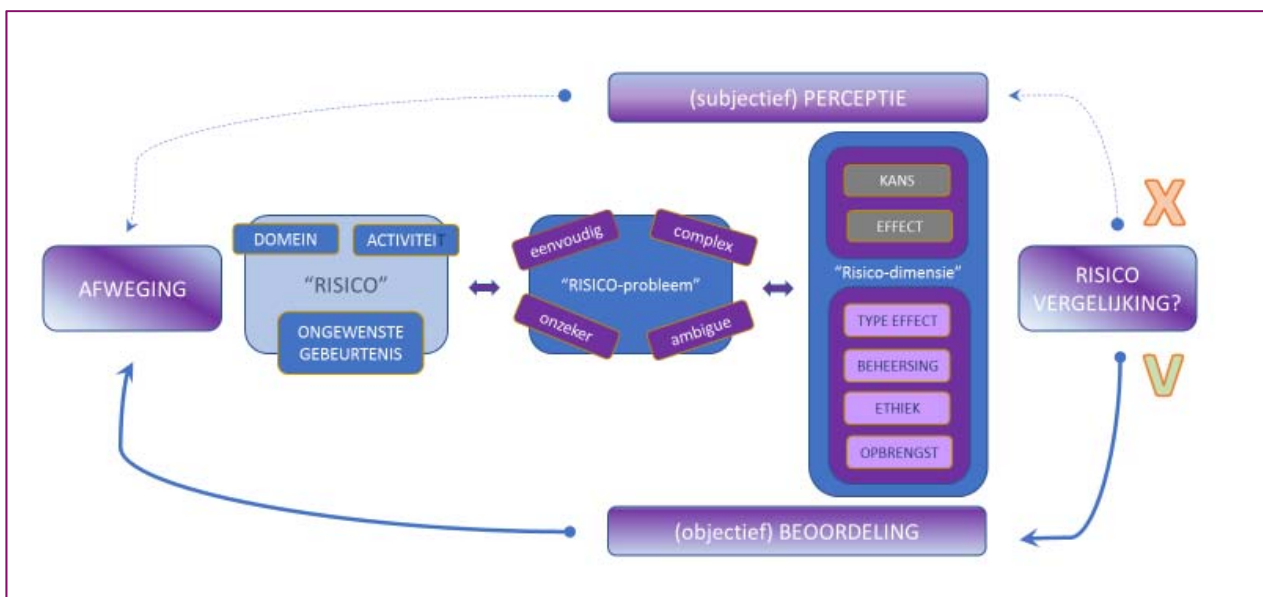 (subjectief) PERCEPTIE
X
KANS
EFFECT
"Risico-dimensie"
TYPE EFFECT
BEHEERSING
ETHIEK
OPBRENGST
DOMEIN
ACTIVITEIT
"RISICO"
ONGEWENSTE
GEBEURTENIS
eenvoudig
complex
"RISICO-probleem"
onzeker
ambigue
AFWEGING
RISICO
VERGELIJKING?
V
(objectief) BEOORDELING